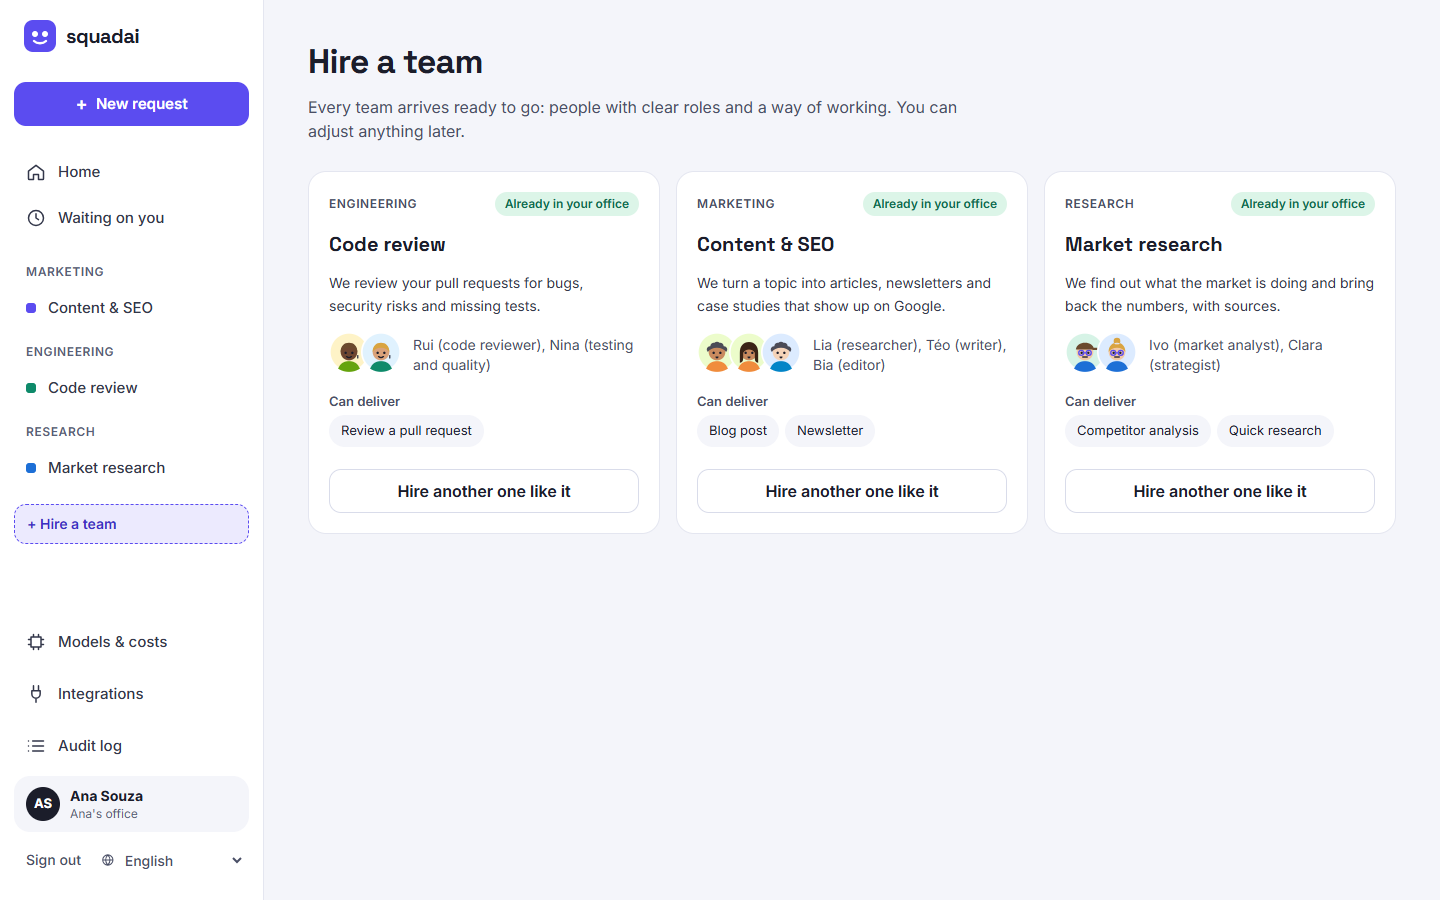 squadai
+ New request
Home
Waiting on you
MARKETING
Content & SEO
ENGINEERING
Code review
RESEARCH
Market research
+ Hire a team
Models & costs
Integrations
Audit log
AS
Ana Souza
Ana's office
Sign out
English
Hire a team
Every team arrives ready to go: people with clear roles and a way of working. You can
adjust anything later.
ENGINEERING
Already in your office
Code review
We review your pull requests for bugs,
security risks and missing tests.
Rui (code reviewer), Nina (testing
and quality)
Can deliver
Review a pull request
Hire another one like it
MARKETING
Already in your office
Content & SEO
We turn a topic into articles, newsletters and
case studies that show up on Google.
Lia (researcher), Téo (writer),
Bia (editor)
Can deliver
Blog post
Newsletter
Hire another one like it
RESEARCH
Already in your office
Market research
We find out what the market is doing and bring
back the numbers, with sources.
Ivo (market analyst), Clara
(strategist)
Can deliver
Competitor analysis
Quick research
Hire another one like it